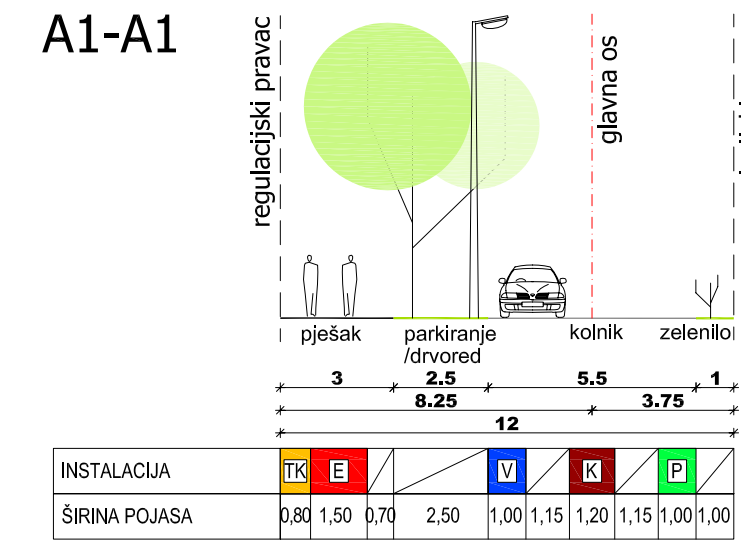 A1-A1
regulacijski pravac
glavna os
pješak
parkiranje
/drvored
kolnik
zelenilo
3 2.5 5.5 1
8.25 3.75
12
INSTALACIJA TK E V K P
ŠIRINA POJASA 0,80 1,50 0,70 2,50 1,00 1,15 1,20 1,15 1,00 1,00